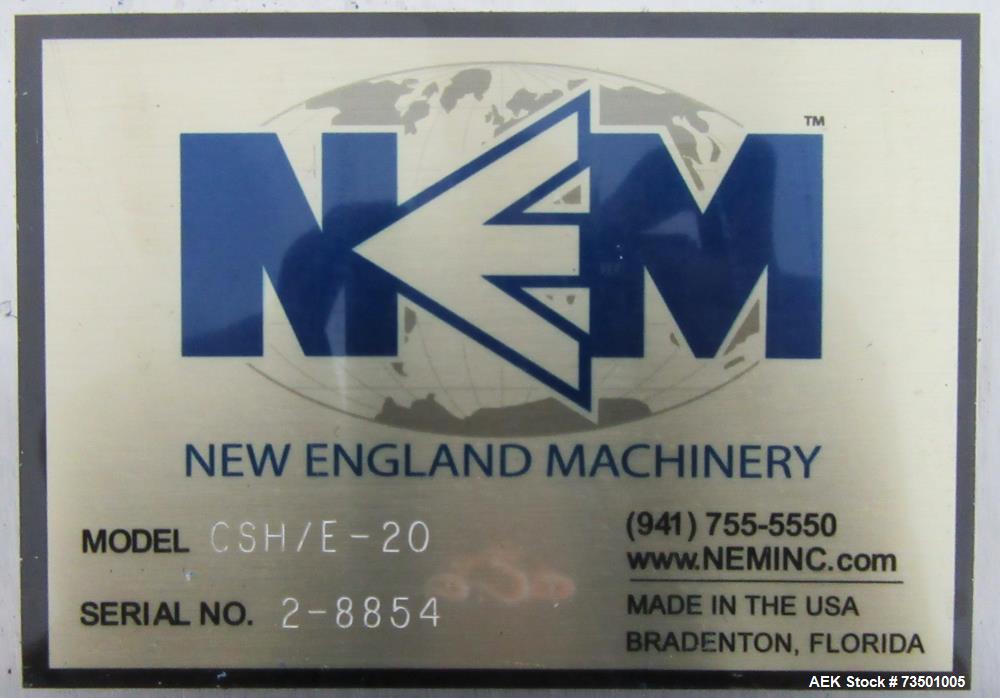 NEM™
NEW ENGLAND MACHINERY
MODEL CSH/E-20
SERIAL NO. 2-8854
(941) 755-5550
www.NEMINC.com
MADE IN THE USA
BRADENTON, FLORIDA
AEK Stock # 73501005